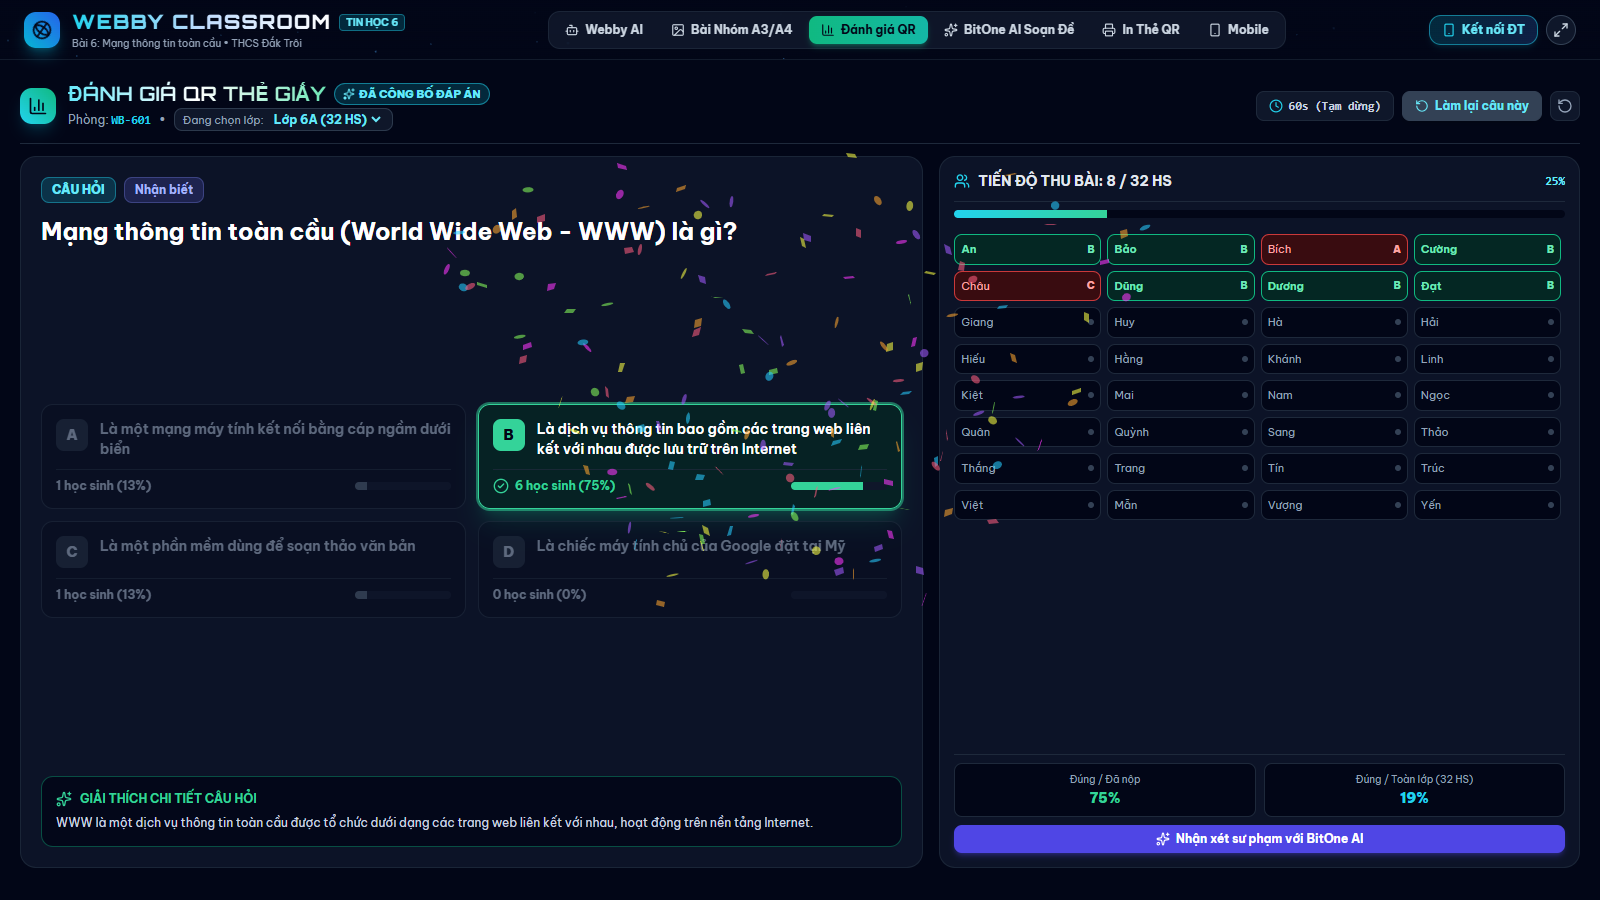 WEBBY CLASSROOM
TIN HỌC 6
Bài 6: Mạng thông tin toàn cầu • THCS Đắk Trôi
Webby AI
Bài Nhóm A3/A4
Đánh giá QR
BitOne AI Soạn Đề
In Thẻ QR
Mobile
Kết nối ĐT
ĐÁNH GIÁ QR THẺ GIẤY
ĐÃ CÔNG BỐ ĐÁP ÁN
Phòng: WB-601 • Đang chọn lớp: Lớp 6A (32 HS)
60s (Tạm dừng)
Làm lại câu này
CÂU HỎI
Nhận biết
Mạng thông tin toàn cầu (World Wide Web - WWW) là gì?
A
Là một mạng máy tính kết nối bằng cáp ngầm dưới
biển
1 học sinh (13%)
B
Là dịch vụ thông tin bao gồm các trang web liên
kết với nhau được lưu trữ trên Internet
6 học sinh (75%)
C
Là một phần mềm dùng để soạn thảo văn bản
1 học sinh (13%)
D
Là chiếc máy tính chủ của Google đặt tại Mỹ
0 học sinh (0%)
GIẢI THÍCH CHI TIẾT CÂU HỎI
WWW là một dịch vụ thông tin toàn cầu được tổ chức dưới dạng các trang web liên kết với nhau, hoạt động trên nền tảng Internet.
TIẾN ĐỘ THU BÀI: 8 / 32 HS
25%
An B
Bảo B
Bích A
Cường B
Châu C
Dũng B
Dương B
Đạt B
Giang
Huy
Hà
Hải
Hiếu
Hằng
Khánh
Linh
Kiệt
Mai
Nam
Ngọc
Quân
Quỳnh
Sang
Thảo
Thắng
Trang
Tín
Trúc
Việt
Mẫn
Vượng
Yến
Đúng / Đã nộp
75%
Đúng / Toàn lớp (32 HS)
19%
Nhận xét sư phạm với BitOne AI